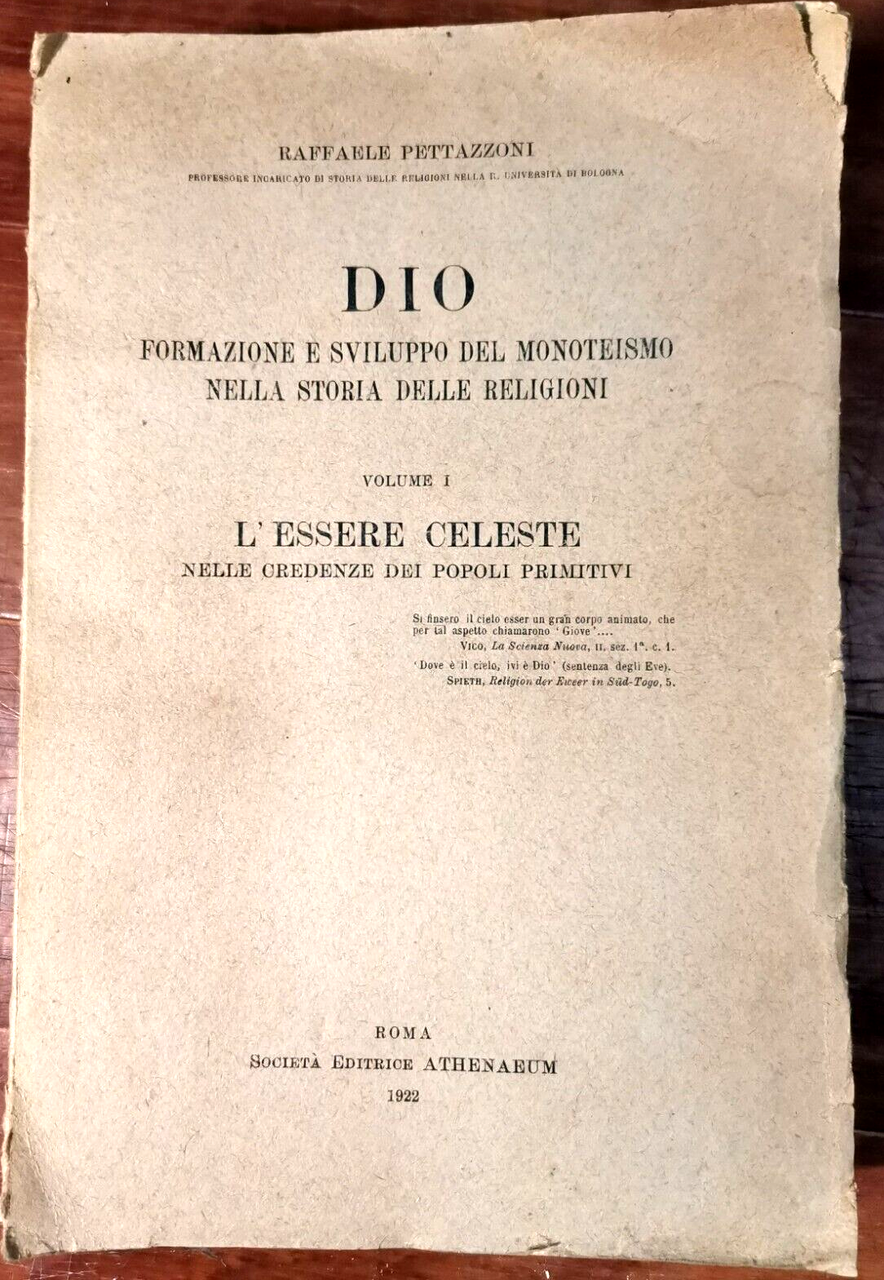 RAFFAELE PETTAZZONI
PROFESSORE INCARICATO DI STORIA DELLE RELIGIONI NELLA R. UNIVERSITÀ DI BOLOGNA
DIO
FORMAZIONE E SVILUPPO DEL MONOTEISMO
NELLA STORIA DELLE RELIGIONI
VOLUME I
L'ESSERE CELESTE
NELLE CREDENZE DEI POPOLI PRIMITIVI
Si finsero il cielo esser un gran corpo animato, che
per tal aspetto chiamarono 'Giove'....
VICO, La Scienza Nuova, II. sez. 1ª. c. 1.
'Dove è il cielo, ivi è Dio' (sentenza degli Eve).
SPIETH, Religion der Eweer in Süd-Togo, 5.
ROMA
SOCIETÀ EDITRICE ATHENAEUM
1922